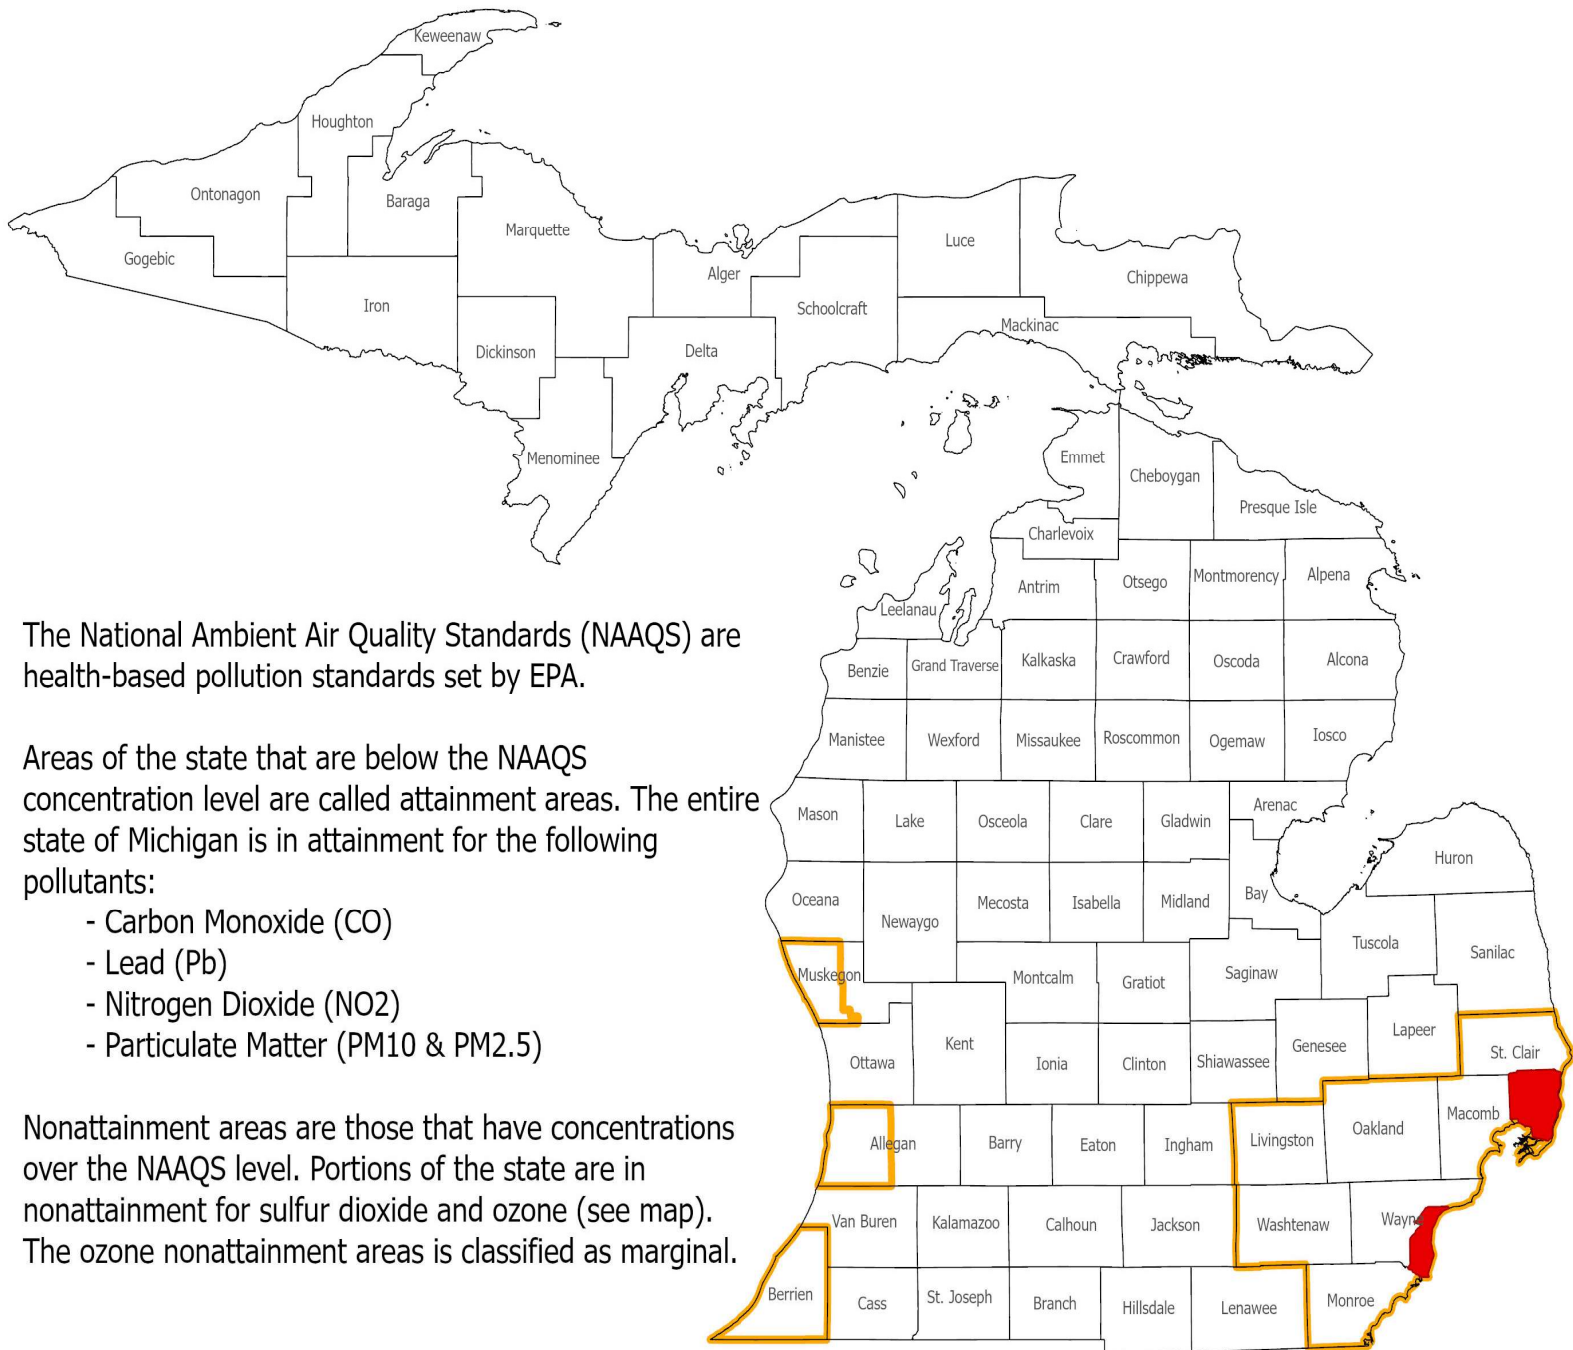 Keweenaw
Houghton
Ontonagon
Baraga
Marquette
Gogebic
Iron
Alger
Luce
Chippewa
Schoolcraft
Mackinac
Dickinson
Delta
Menominee
Emmet
Cheboygan
Presque Isle
Charlevoix
Antrim
Otsego
Montmorency
Alpena
Leelanau
Benzie
Grand Traverse
Kalkaska
Crawford
Oscoda
Alcona
Manistee
Wexford
Missaukee
Roscommon
Ogemaw
Iosco
Mason
Lake
Osceola
Clare
Gladwin
Arenac
Huron
Oceana
Newaygo
Mecosta
Isabella
Midland
Bay
Tuscola
Sanilac
Muskegon
Montcalm
Gratiot
Saginaw
Ottawa
Kent
Ionia
Clinton
Shiawassee
Genesee
Lapeer
St. Clair
Allegan
Barry
Eaton
Ingham
Livingston
Oakland
Macomb
Van Buren
Kalamazoo
Calhoun
Jackson
Washtenaw
Wayne
Berrien
Cass
St. Joseph
Branch
Hillsdale
Lenawee
Monroe
The National Ambient Air Quality Standards (NAAQS) are
health-based pollution standards set by EPA.
Areas of the state that are below the NAAQS
concentration level are called attainment areas. The entire
state of Michigan is in attainment for the following
pollutants:
- Carbon Monoxide (CO)
- Lead (Pb)
- Nitrogen Dioxide (NO2)
- Particulate Matter (PM10 & PM2.5)
Nonattainment areas are those that have concentrations
over the NAAQS level. Portions of the state are in
nonattainment for sulfur dioxide and ozone (see map).
The ozone nonattainment areas is classified as marginal.